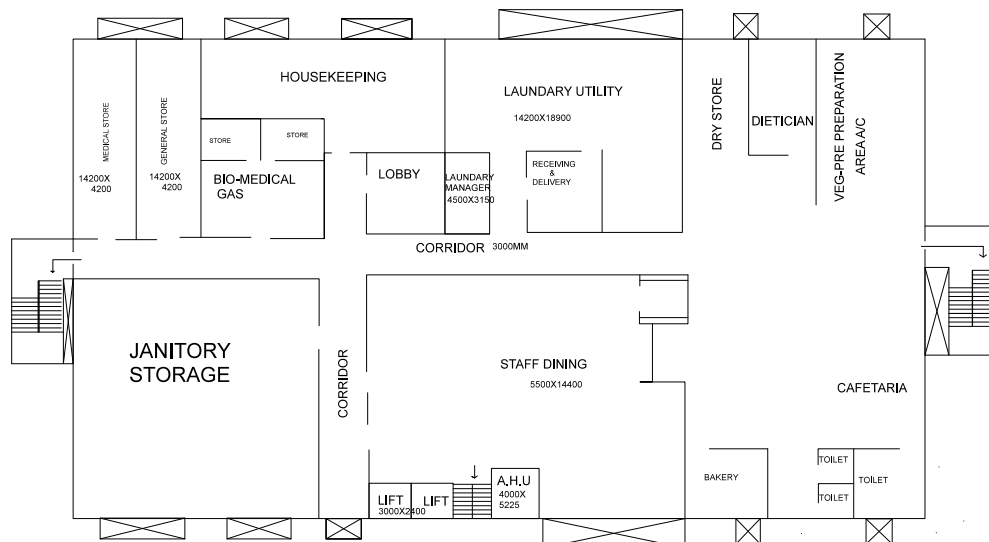 HOUSEKEEPING
LAUNDARY UTILITY
14200X18900
DRY STORE
DIETICIAN
VEG-PRE PREPARATION
AREA A/C
MEDICAL STORE
14200X
4200
GENERAL STORE
14200X
4200
STORE
STORE
BIO-MEDICAL
GAS
LOBBY
LAUNDARY
MANAGER
4500X3150
RECEIVING
&
DELIVERY
CORRIDOR 3000MM
JANITORY
STORAGE
CORRIDOR
STAFF DINING
5500X14400
CAFETARIA
LIFT
3000X2400
LIFT
A.H.U
4000X
5225
BAKERY
TOILET
TOILET
TOILET